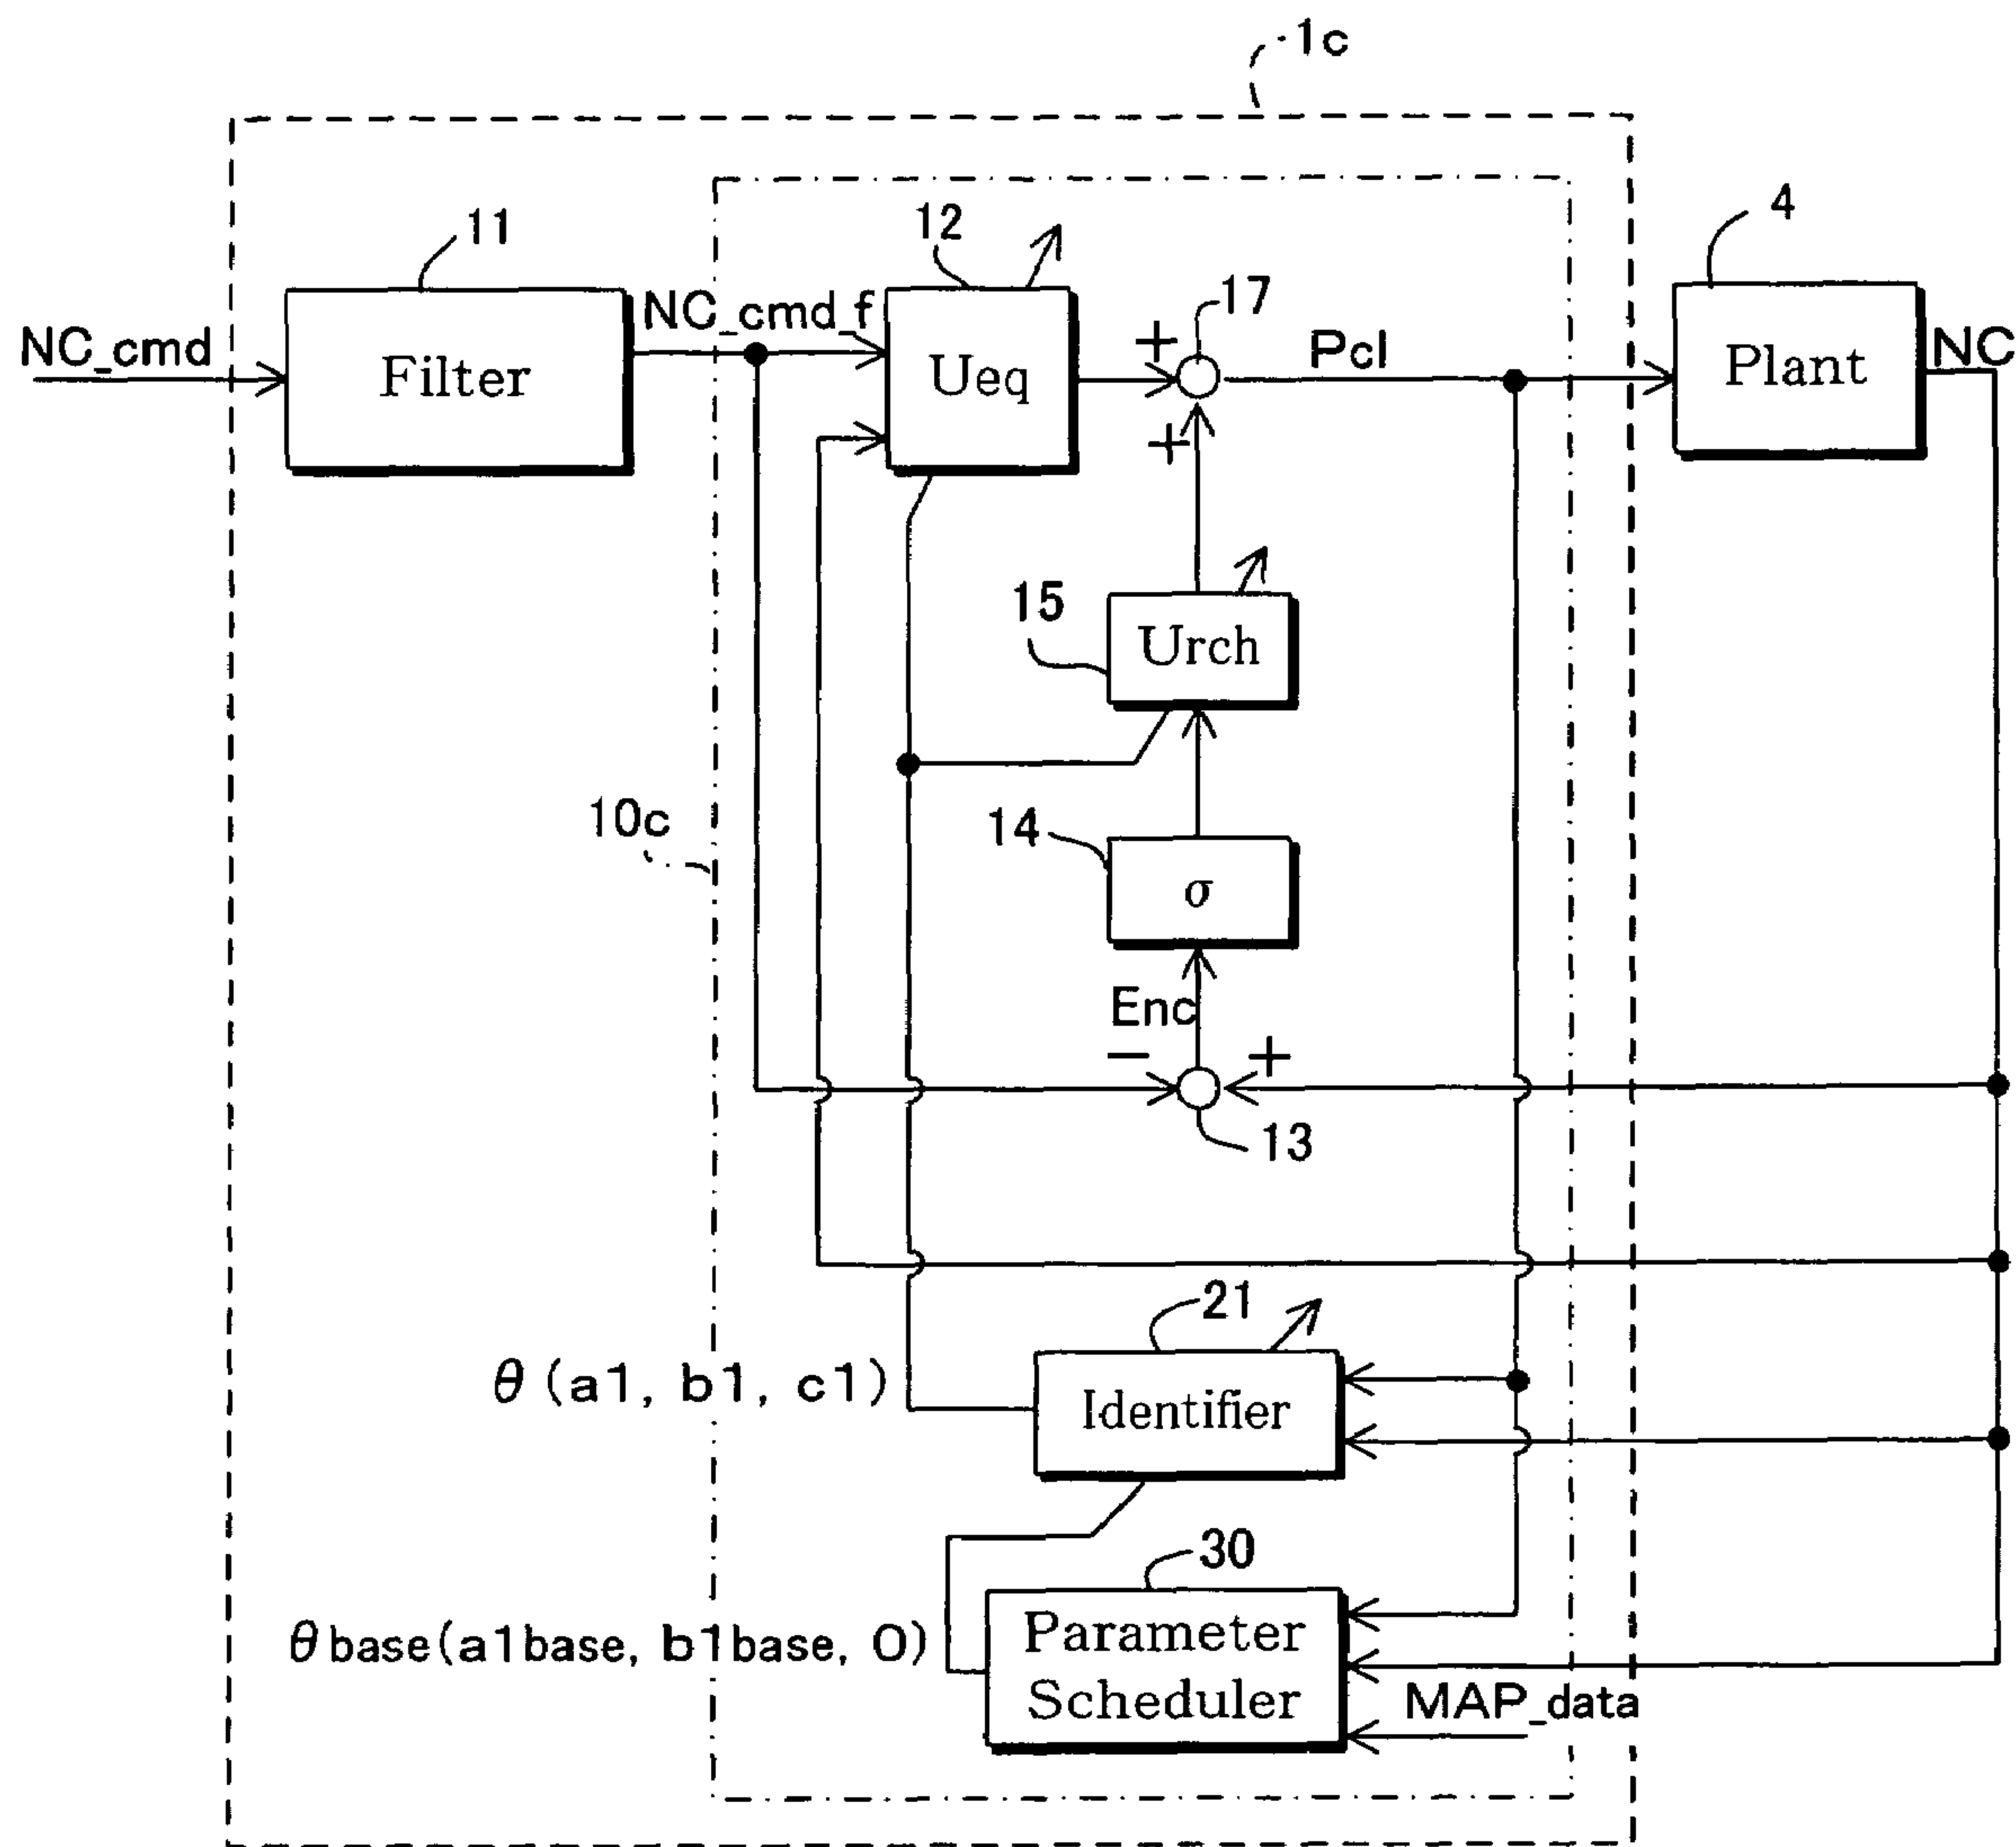 1c
11
12
17
4
NC_cmd
Filter
NC_cmd_f
Ueq
+
+
Pcl
Plant
NC
15
Urch
10c
14
σ
Enc
−
+
13
21
θ (a1, b1, c1)
Identifier
30
θbase(a1base, b1base, 0)
Parameter
Scheduler
MAP_data